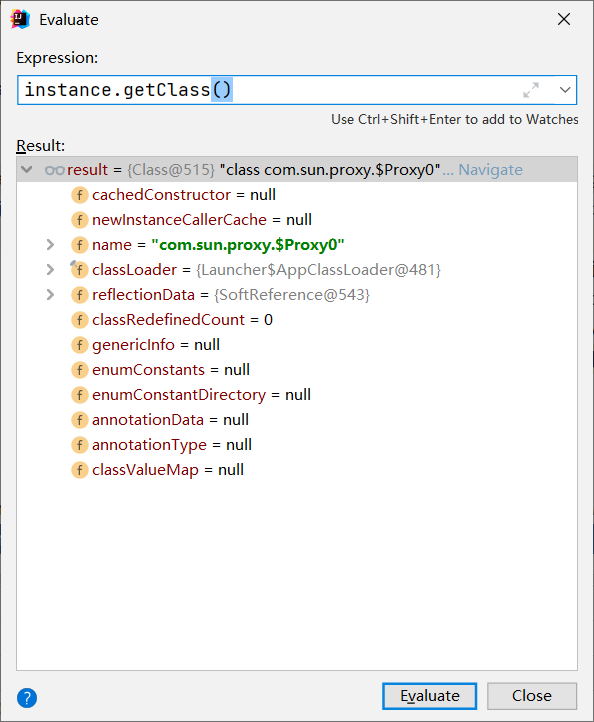 Evaluate
Expression:
instance.getClass()
Use Ctrl+Shift+Enter to add to Watches
Result:
result = {Class@515} "class com.sun.proxy.$Proxy0"... Navigate
f cachedConstructor = null
f newInstanceCallerCache = null
f name = "com.sun.proxy.$Proxy0"
f classLoader = {Launcher$AppClassLoader@481}
f reflectionData = {SoftReference@543}
f classRedefinedCount = 0
f genericInfo = null
f enumConstants = null
f enumConstantDirectory = null
f annotationData = null
f annotationType = null
f classValueMap = null
? Evaluate Close